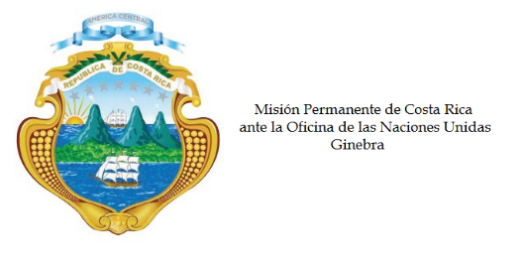 AMERICA CENTRAL
REPUBLICA DE COSTA RICA
Misión Permanente de Costa Rica
ante la Oficina de las Naciones Unidas
Ginebra